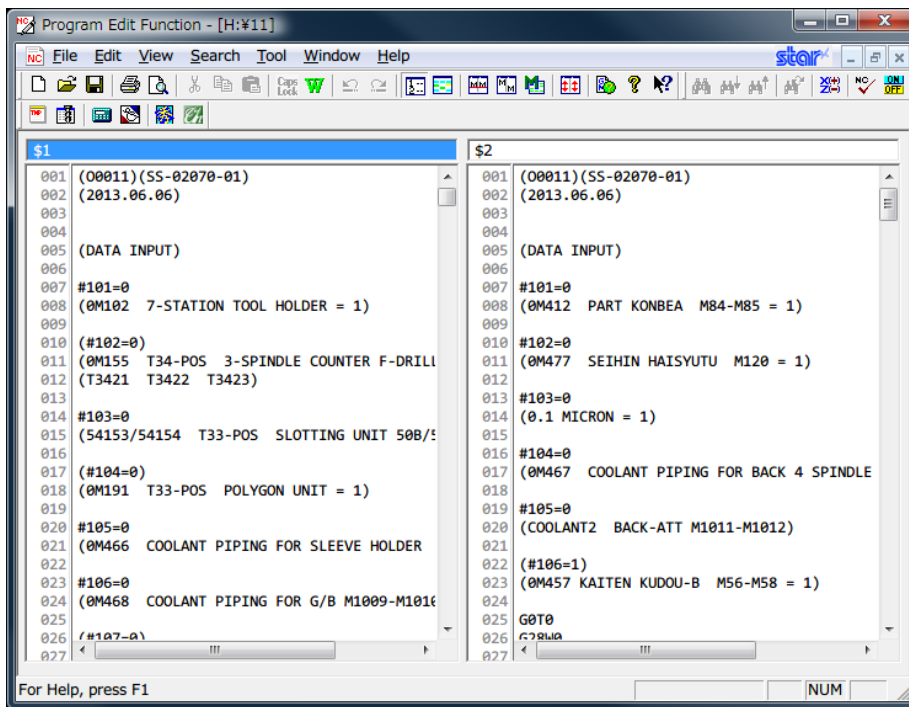 Program Edit Function - [H:¥11]
File Edit View Search Tool Window Help
star
$1
001 (O0011)(SS-02070-01)
002 (2013.06.06)
003
004
005 (DATA INPUT)
006
007 #101=0
008 (0M102 7-STATION TOOL HOLDER = 1)
009
010 (#102=0)
011 (0M155 T34-POS 3-SPINDLE COUNTER F-DRILL
012 (T3421 T3422 T3423)
013
014 #103=0
015 (54153/54154 T33-POS SLOTTING UNIT 50B/5
016
017 (#104=0)
018 (0M191 T33-POS POLYGON UNIT = 1)
019
020 #105=0
021 (0M466 COOLANT PIPING FOR SLEEVE HOLDER
022
023 #106=0
024 (0M468 COOLANT PIPING FOR G/B M1009-M1010
025
026 (#107=0)
027
$2
001 (O0011)(SS-02070-01)
002 (2013.06.06)
003
004
005 (DATA INPUT)
006
007 #101=0
008 (0M412 PART KONBEA M84-M85 = 1)
009
010 #102=0
011 (0M477 SEIHIN HAISYUTU M120 = 1)
012
013 #103=0
014 (0.1 MICRON = 1)
015
016 #104=0
017 (0M467 COOLANT PIPING FOR BACK 4 SPINDLE
018
019 #105=0
020 (COOLANT2 BACK-ATT M1011-M1012)
021
022 (#106=1)
023 (0M457 KAITEN KUDOU-B M56-M58 = 1)
024
025 G0T0
026 G28W0
027
For Help, press F1
NUM